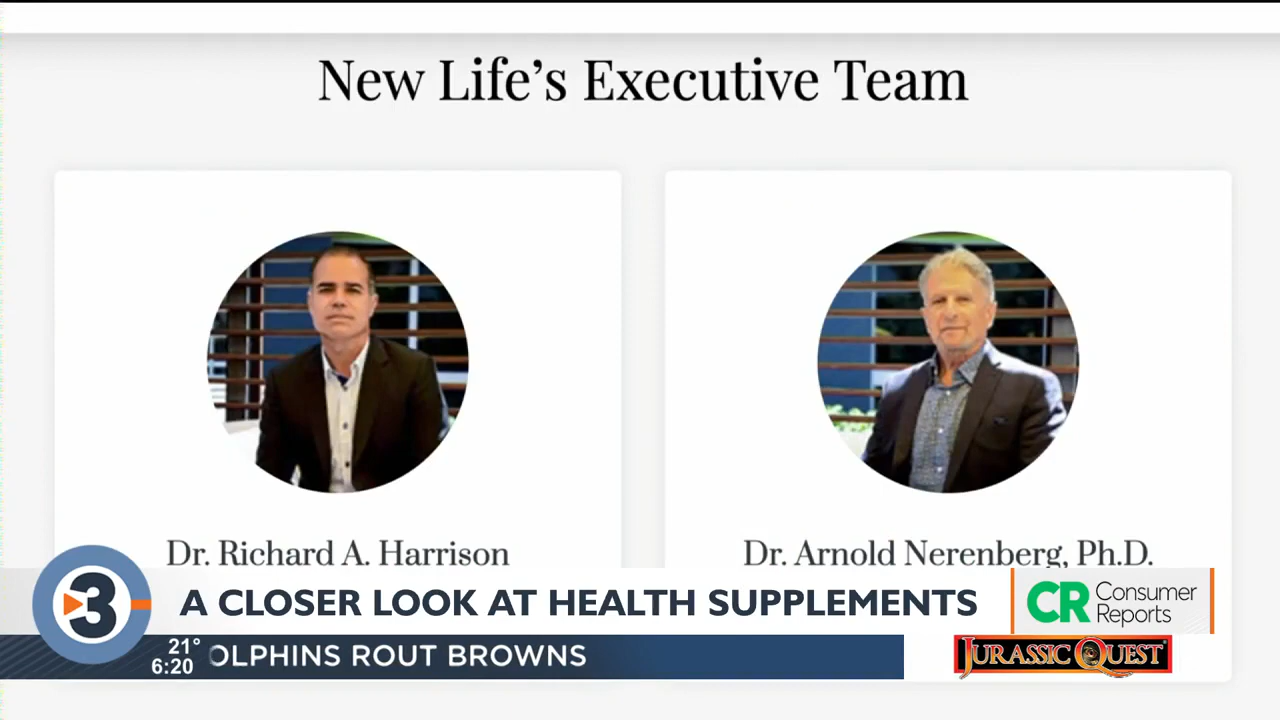 New Life's Executive Team
Dr. Richard A. Harrison
Dr. Arnold Nerenberg, Ph.D.
3
A CLOSER LOOK AT HEALTH SUPPLEMENTS
CR Consumer Reports
21°
6:20
OLPHINS ROUT BROWNS
JURASSIC QUEST